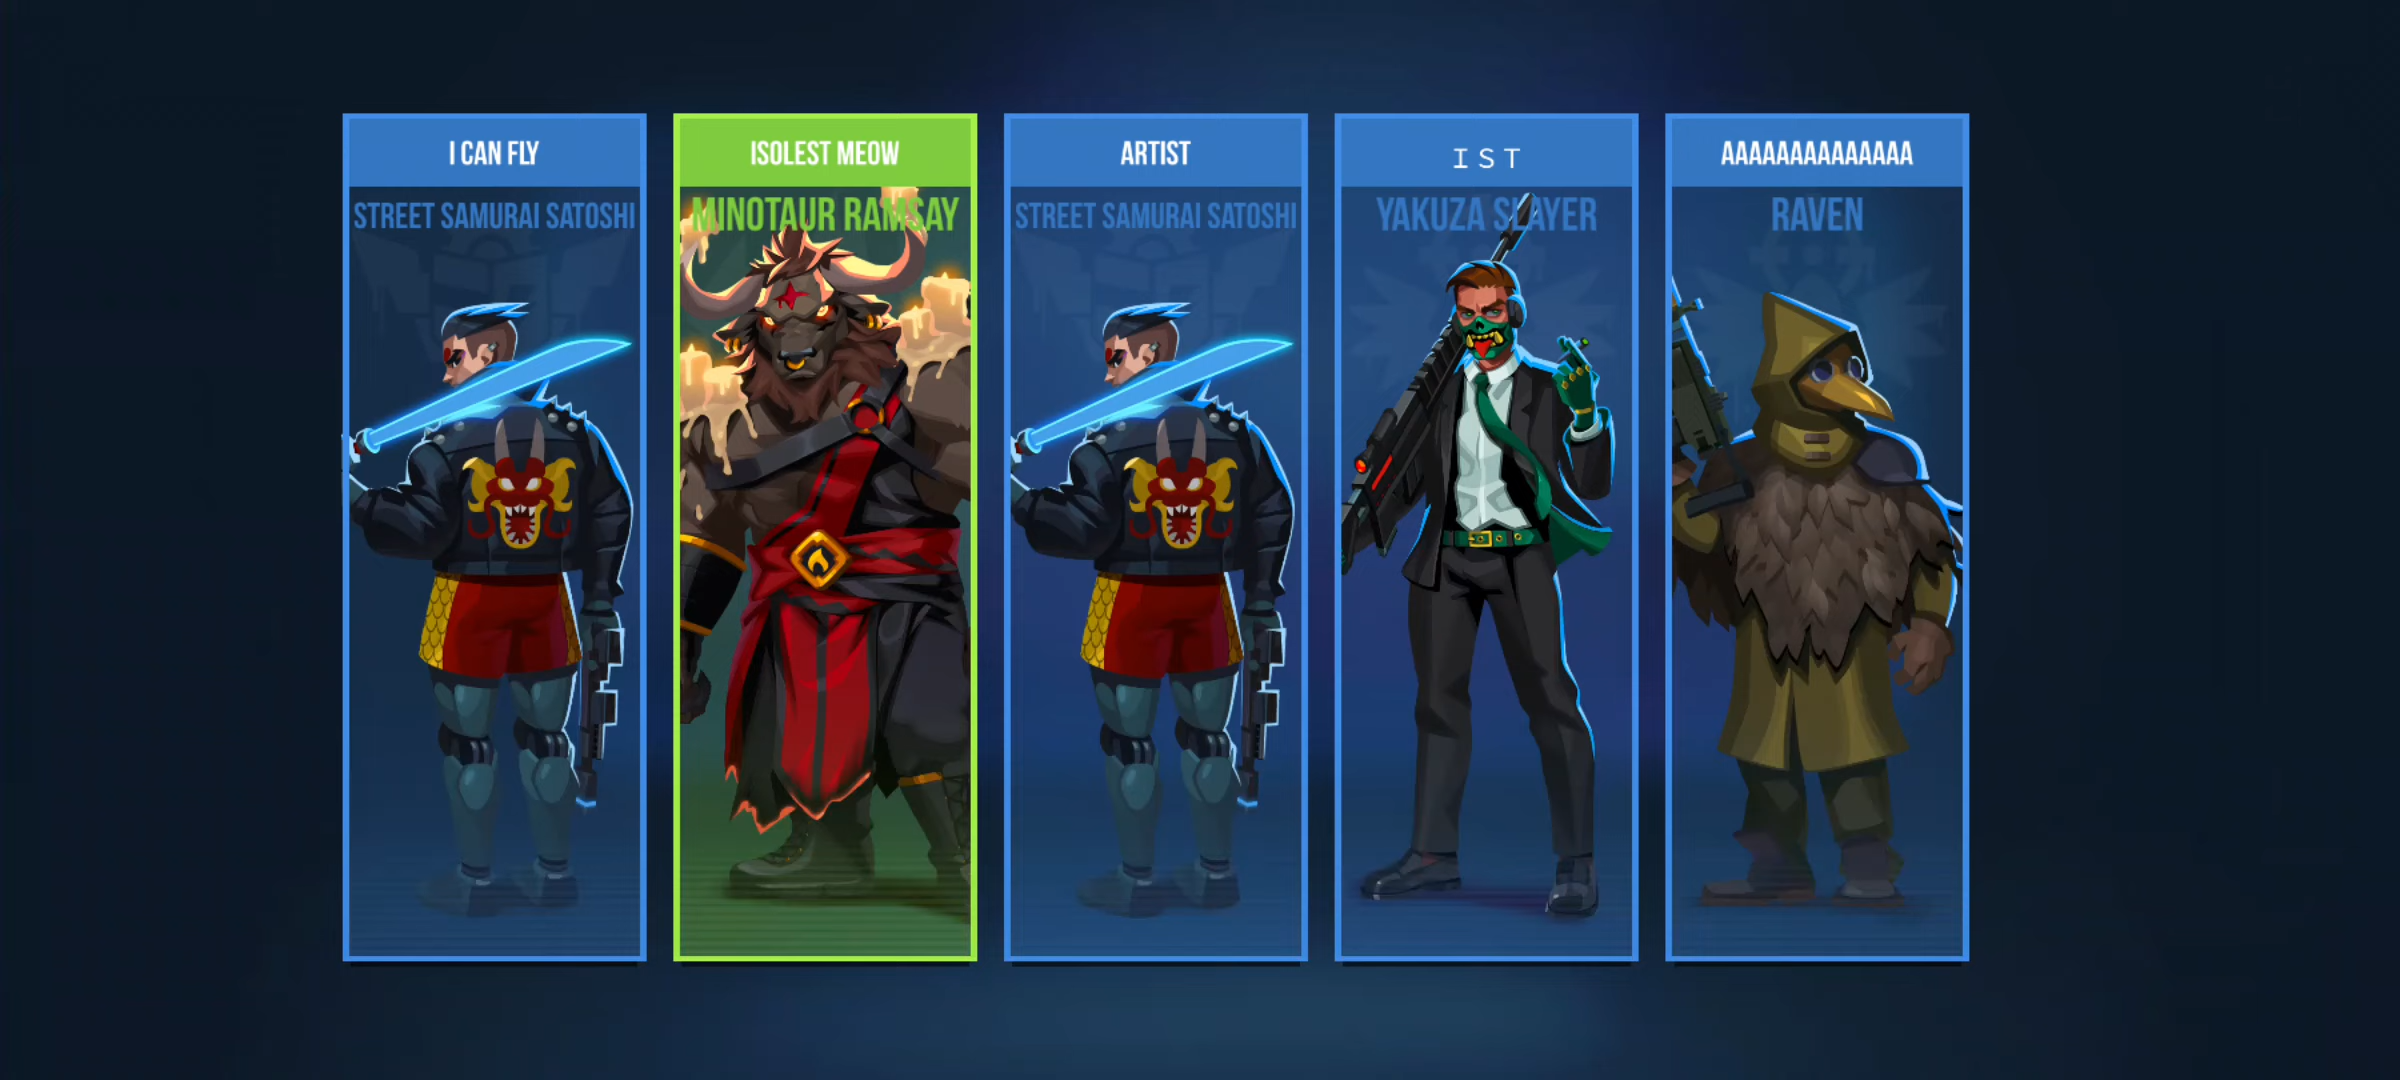 I CAN FLY
STREET SAMURAI SATOSHI
ISOLEST MEOW
MINOTAUR RAMSAY
ARTIST
STREET SAMURAI SATOSHI
IST
YAKUZA SLAYER
AAAAAAAAAAAAAA
RAVEN